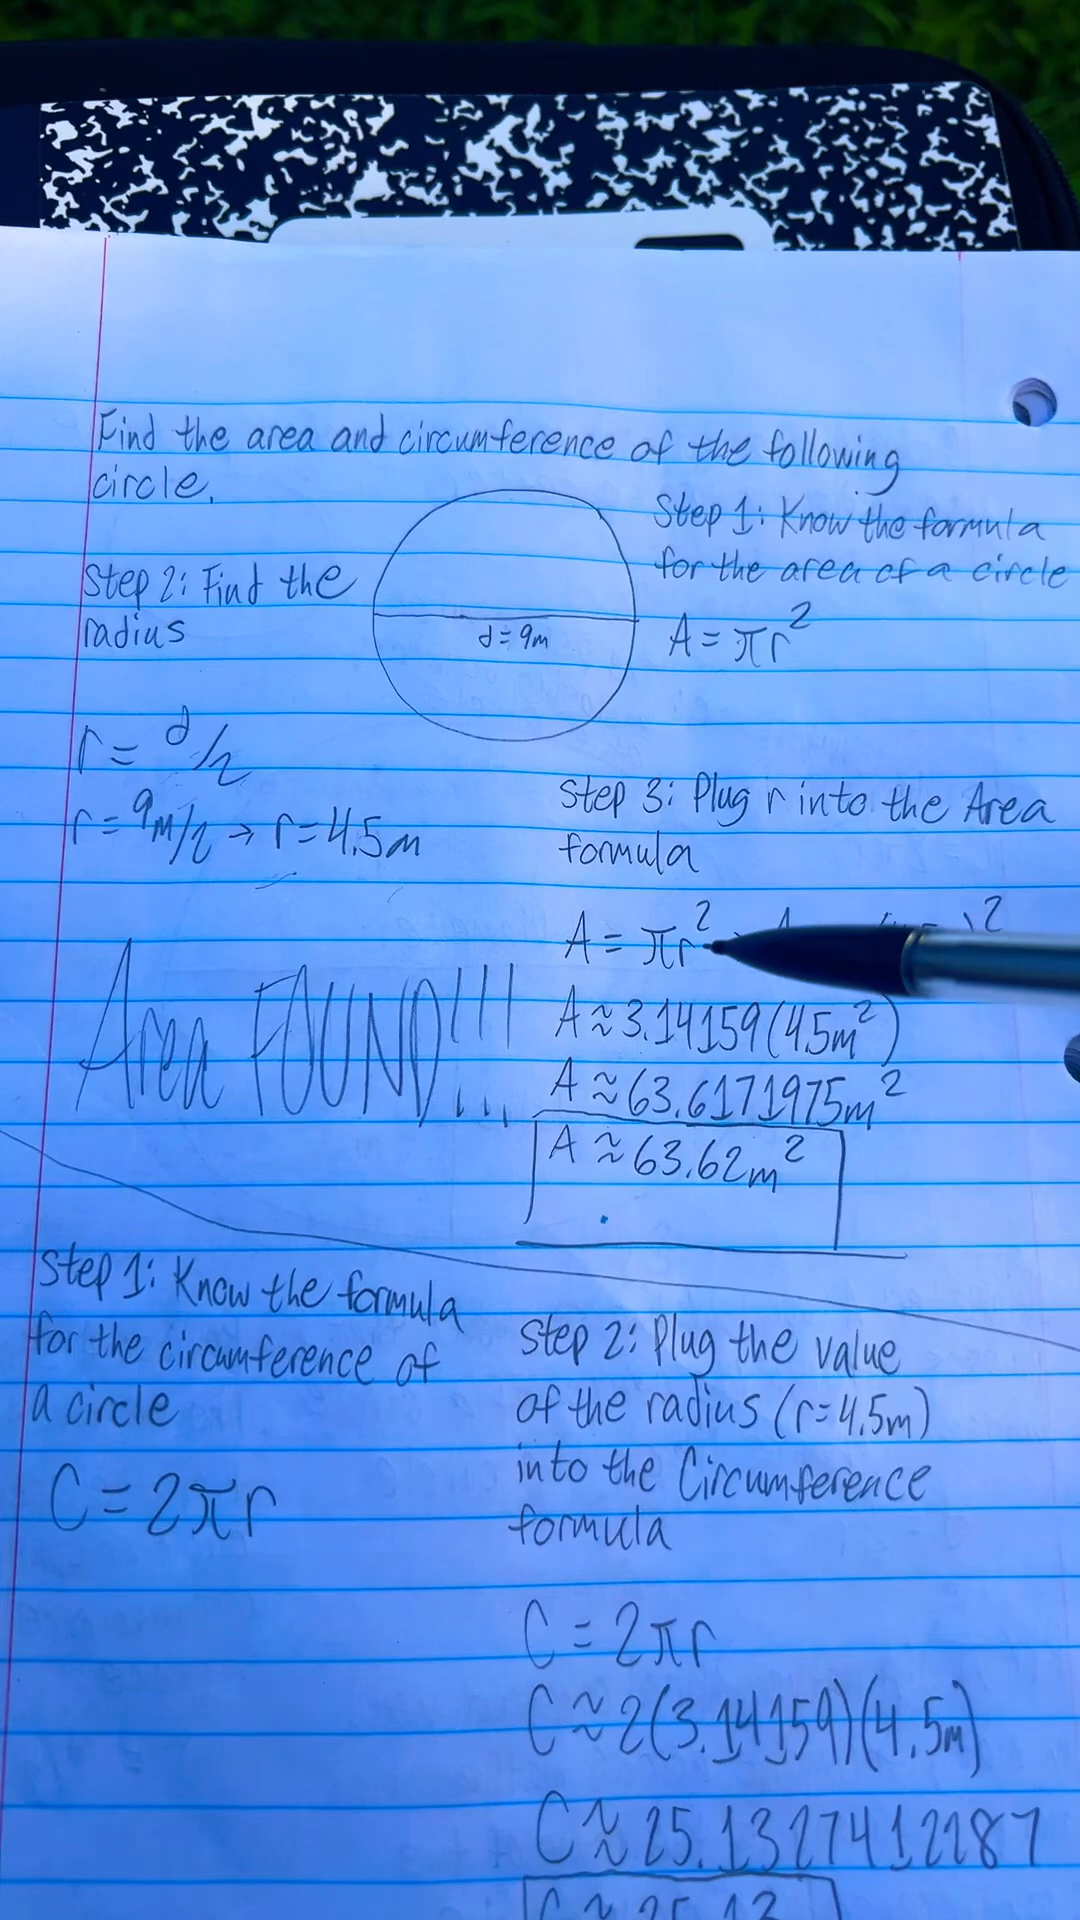 Find the area and circumference of the following
circle.
Step 1: Know the formula
for the area of a circle
A = πr²
Step 2: Find the
radius
d = 9m
r = d/2
r = 9m/2 → r = 4.5m
Step 3: Plug r into the Area
formula
A = πr²
A ≈ 3.14159(4.5m²)
A ≈ 63.6171975m²
A ≈ 63.62m²
Area FOUND!!!
Step 1: Know the formula
for the circumference of
a circle
C = 2πr
Step 2: Plug the value
of the radius (r=4.5m)
into the Circumference
formula
C = 2πr
C ≈ 2(3.14159)(4.5m)
C ≈ 25.1327412287
C ≈ 25.13